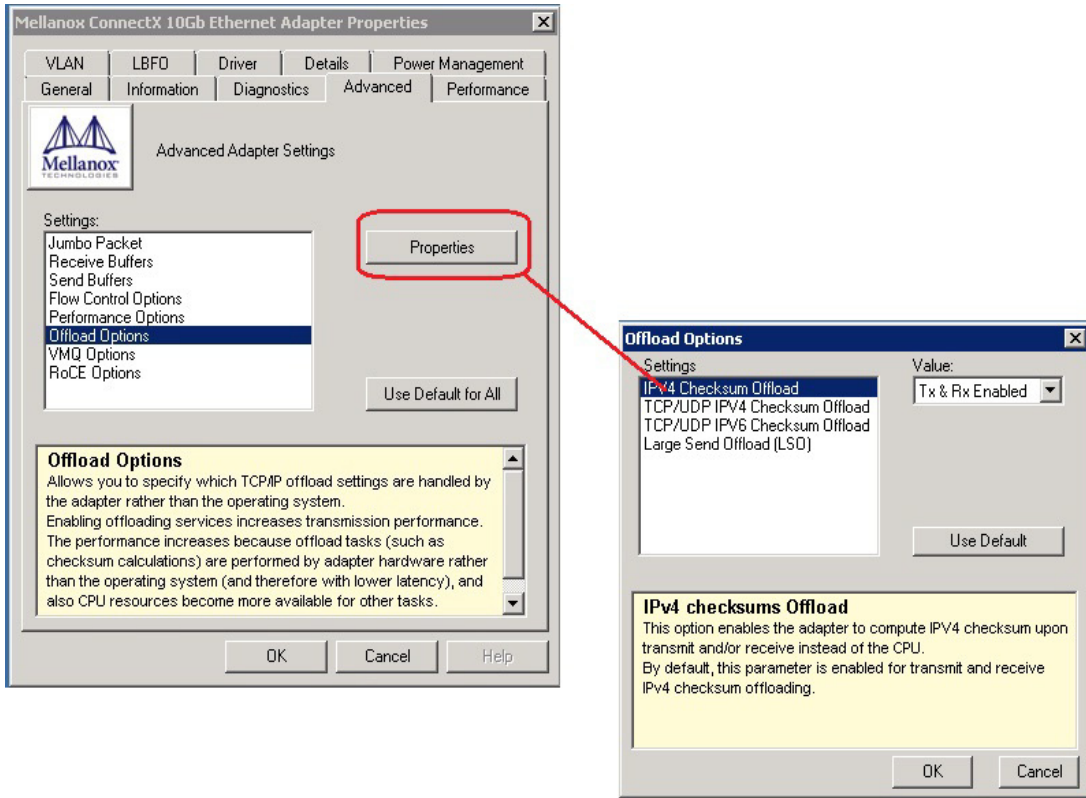 Mellanox ConnectX 10Gb Ethernet Adapter Properties
VLAN
LBFO
Driver
Details
Power Management
General
Information
Diagnostics
Advanced
Performance
Mellanox
TECHNOLOGIES
Advanced Adapter Settings
Settings:
Jumbo Packet
Receive Buffers
Send Buffers
Flow Control Options
Performance Options
Offload Options
VMQ Options
RoCE Options
Properties
Use Default for All
Offload Options
Allows you to specify which TCP/IP offload settings are handled by
the adapter rather than the operating system.
Enabling offloading services increases transmission performance.
The performance increases because offload tasks (such as
checksum calculations) are performed by adapter hardware rather
than the operating system (and therefore with lower latency), and
also CPU resources become more available for other tasks.
OK
Cancel
Help
Offload Options
Settings
Value:
IPV4 Checksum Offload
TCP/UDP IPV4 Checksum Offload
TCP/UDP IPV6 Checksum Offload
Large Send Offload (LSO)
Tx & Rx Enabled
Use Default
IPv4 checksums Offload
This option enables the adapter to compute IPV4 checksum upon
transmit and/or receive instead of the CPU.
By default, this parameter is enabled for transmit and receive
IPv4 checksum offloading.
OK
Cancel